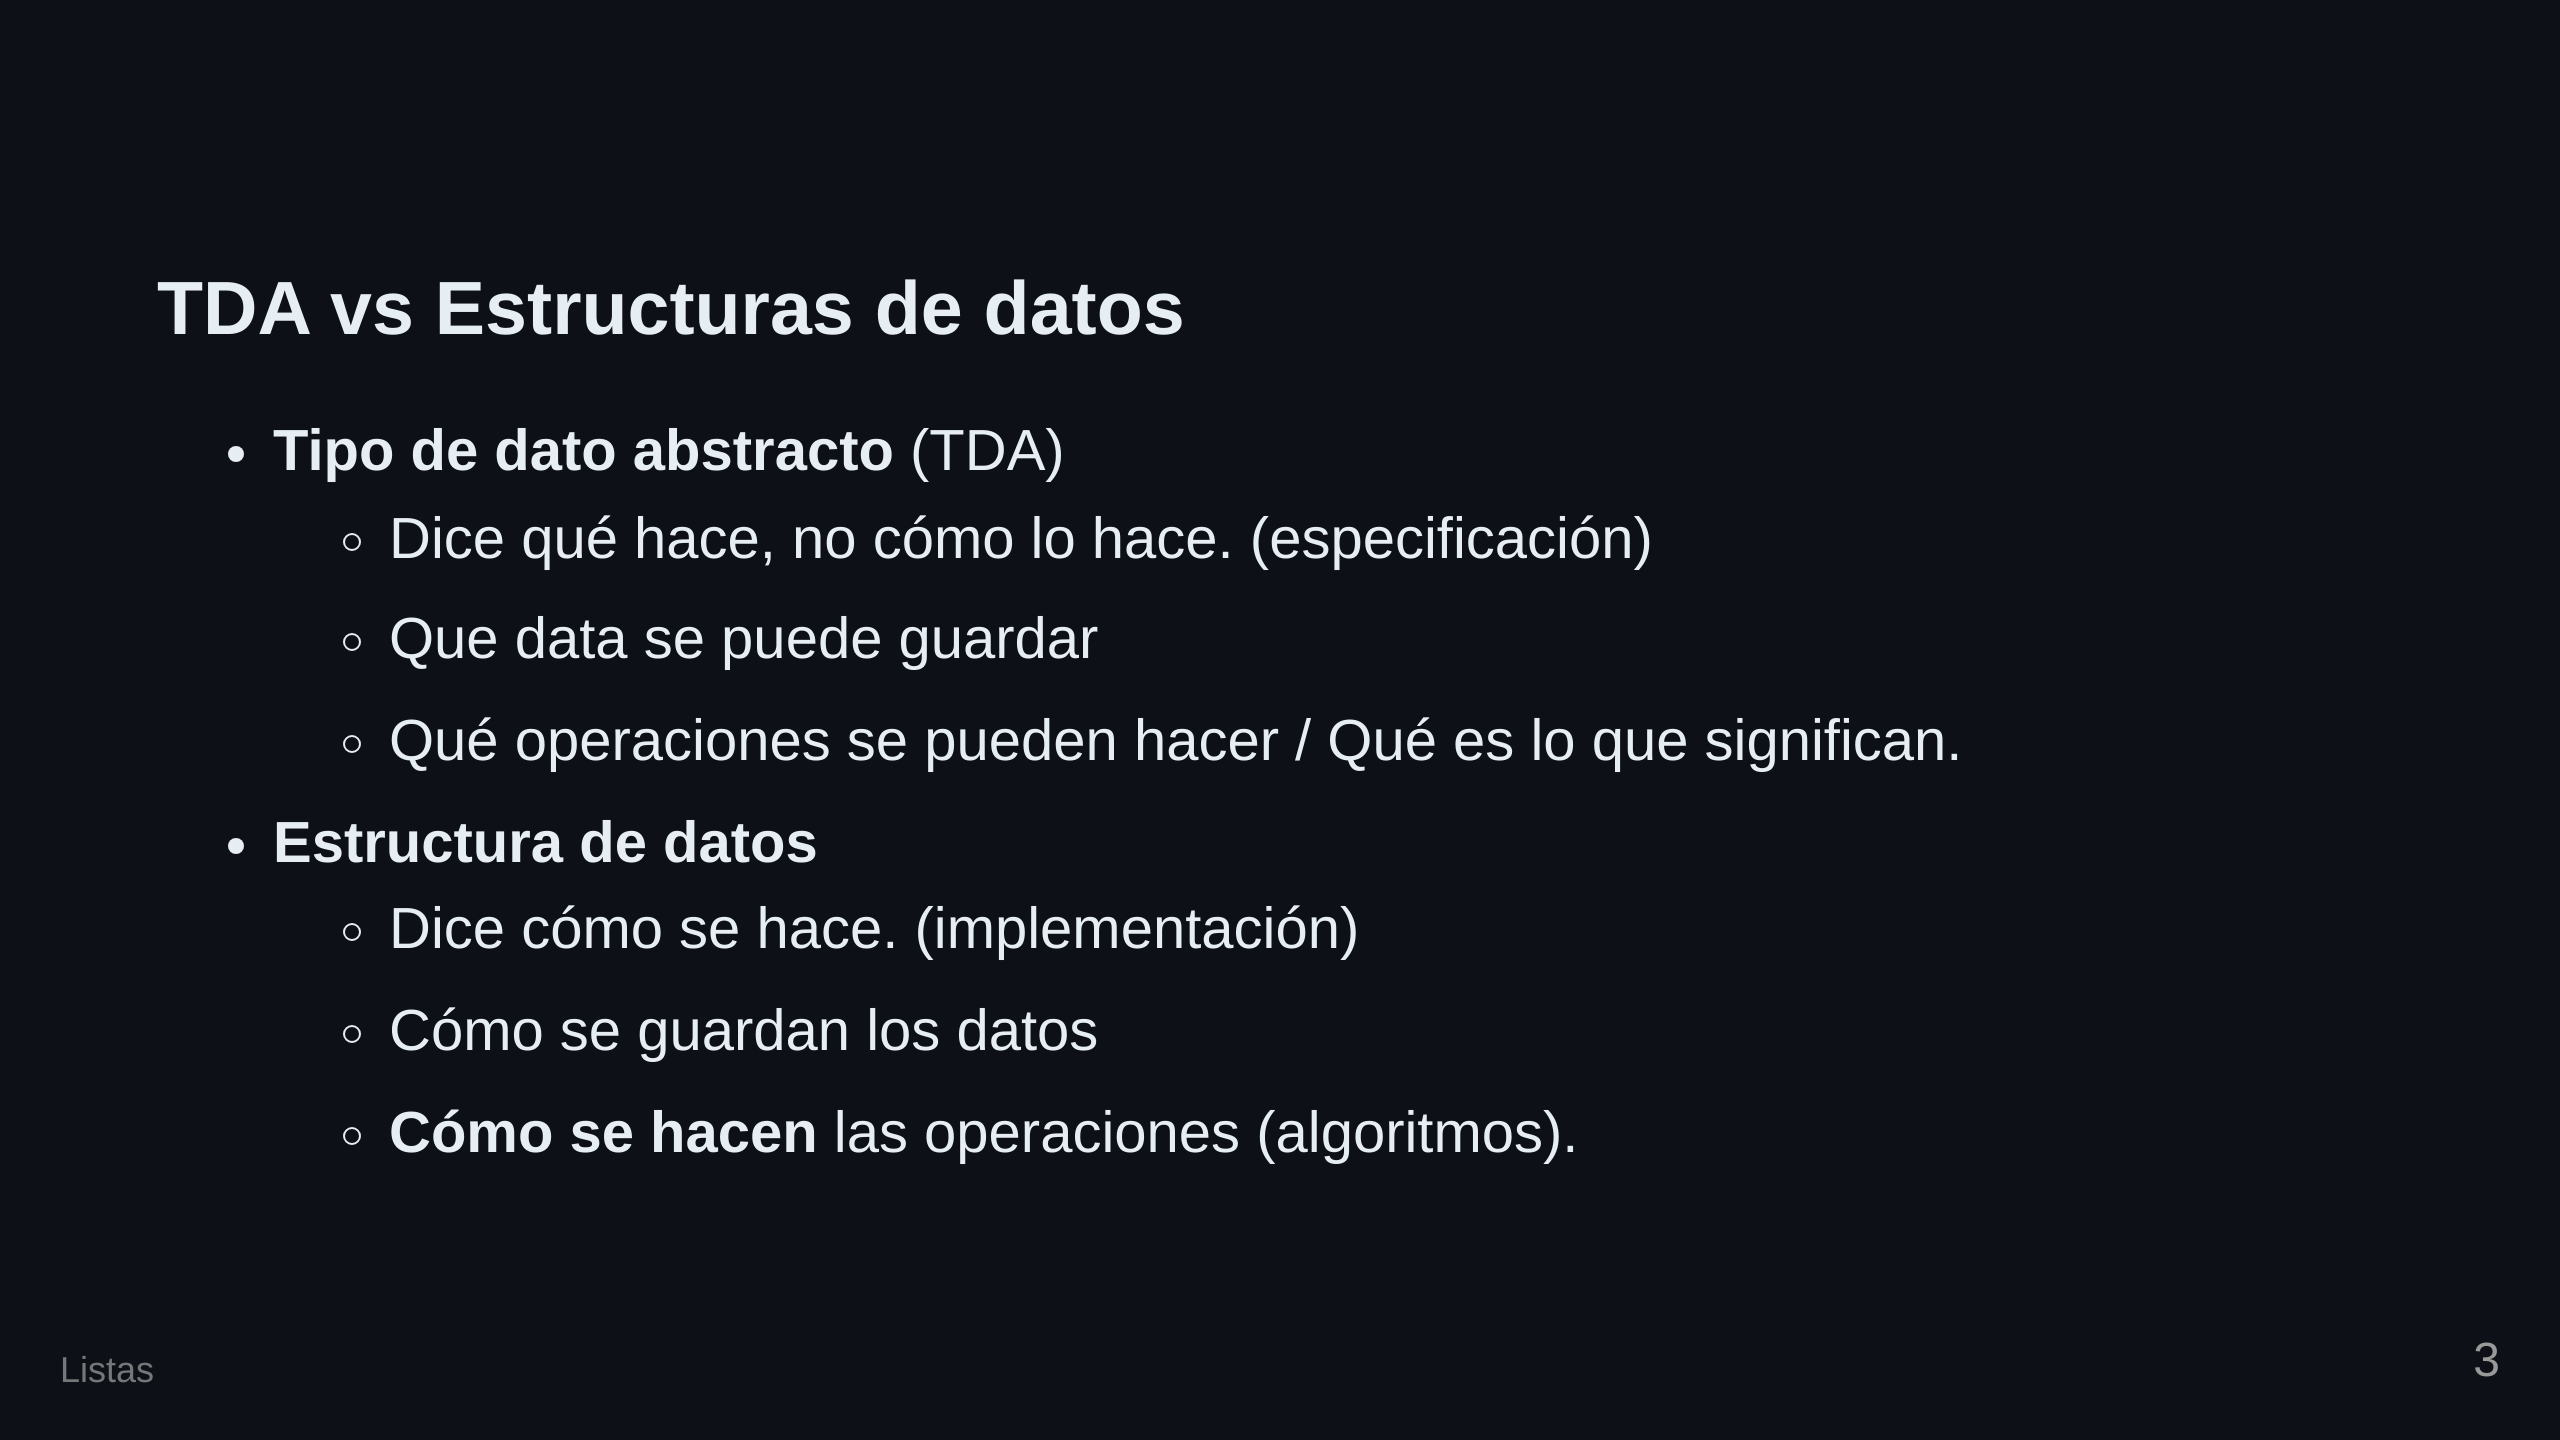 TDA vs Estructuras de datos
• Tipo de dato abstracto (TDA)
◦ Dice qué hace, no cómo lo hace. (especificación)
◦ Que data se puede guardar
◦ Qué operaciones se pueden hacer / Qué es lo que significan.
• Estructura de datos
◦ Dice cómo se hace. (implementación)
◦ Cómo se guardan los datos
◦ Cómo se hacen las operaciones (algoritmos).
Listas
3